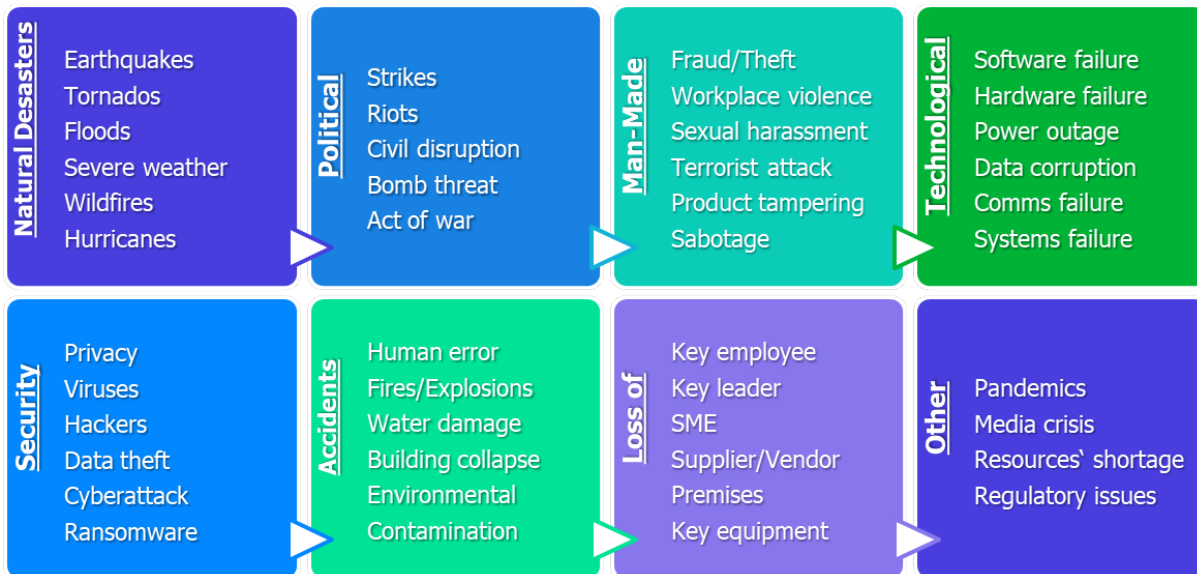 Natural Desasters
Earthquakes
Tornados
Floods
Severe weather
Wildfires
Hurricanes
Political
Strikes
Riots
Civil disruption
Bomb threat
Act of war
Man-Made
Fraud/Theft
Workplace violence
Sexual harassment
Terrorist attack
Product tampering
Sabotage
Technological
Software failure
Hardware failure
Power outage
Data corruption
Comms failure
Systems failure
Security
Privacy
Viruses
Hackers
Data theft
Cyberattack
Ransomware
Accidents
Human error
Fires/Explosions
Water damage
Building collapse
Environmental
Contamination
Loss of
Key employee
Key leader
SME
Supplier/Vendor
Premises
Key equipment
Other
Pandemics
Media crisis
Resources‘ shortage
Regulatory issues